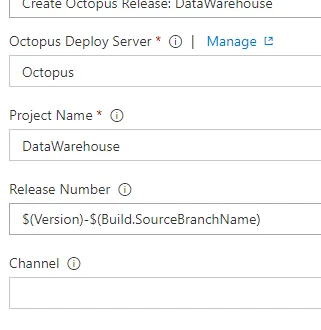 Create Octopus Release: DataWarehouse
Octopus Deploy Server * | Manage
Octopus
Project Name *
DataWarehouse
Release Number
$(Version)-$(Build.SourceBranchName)
Channel